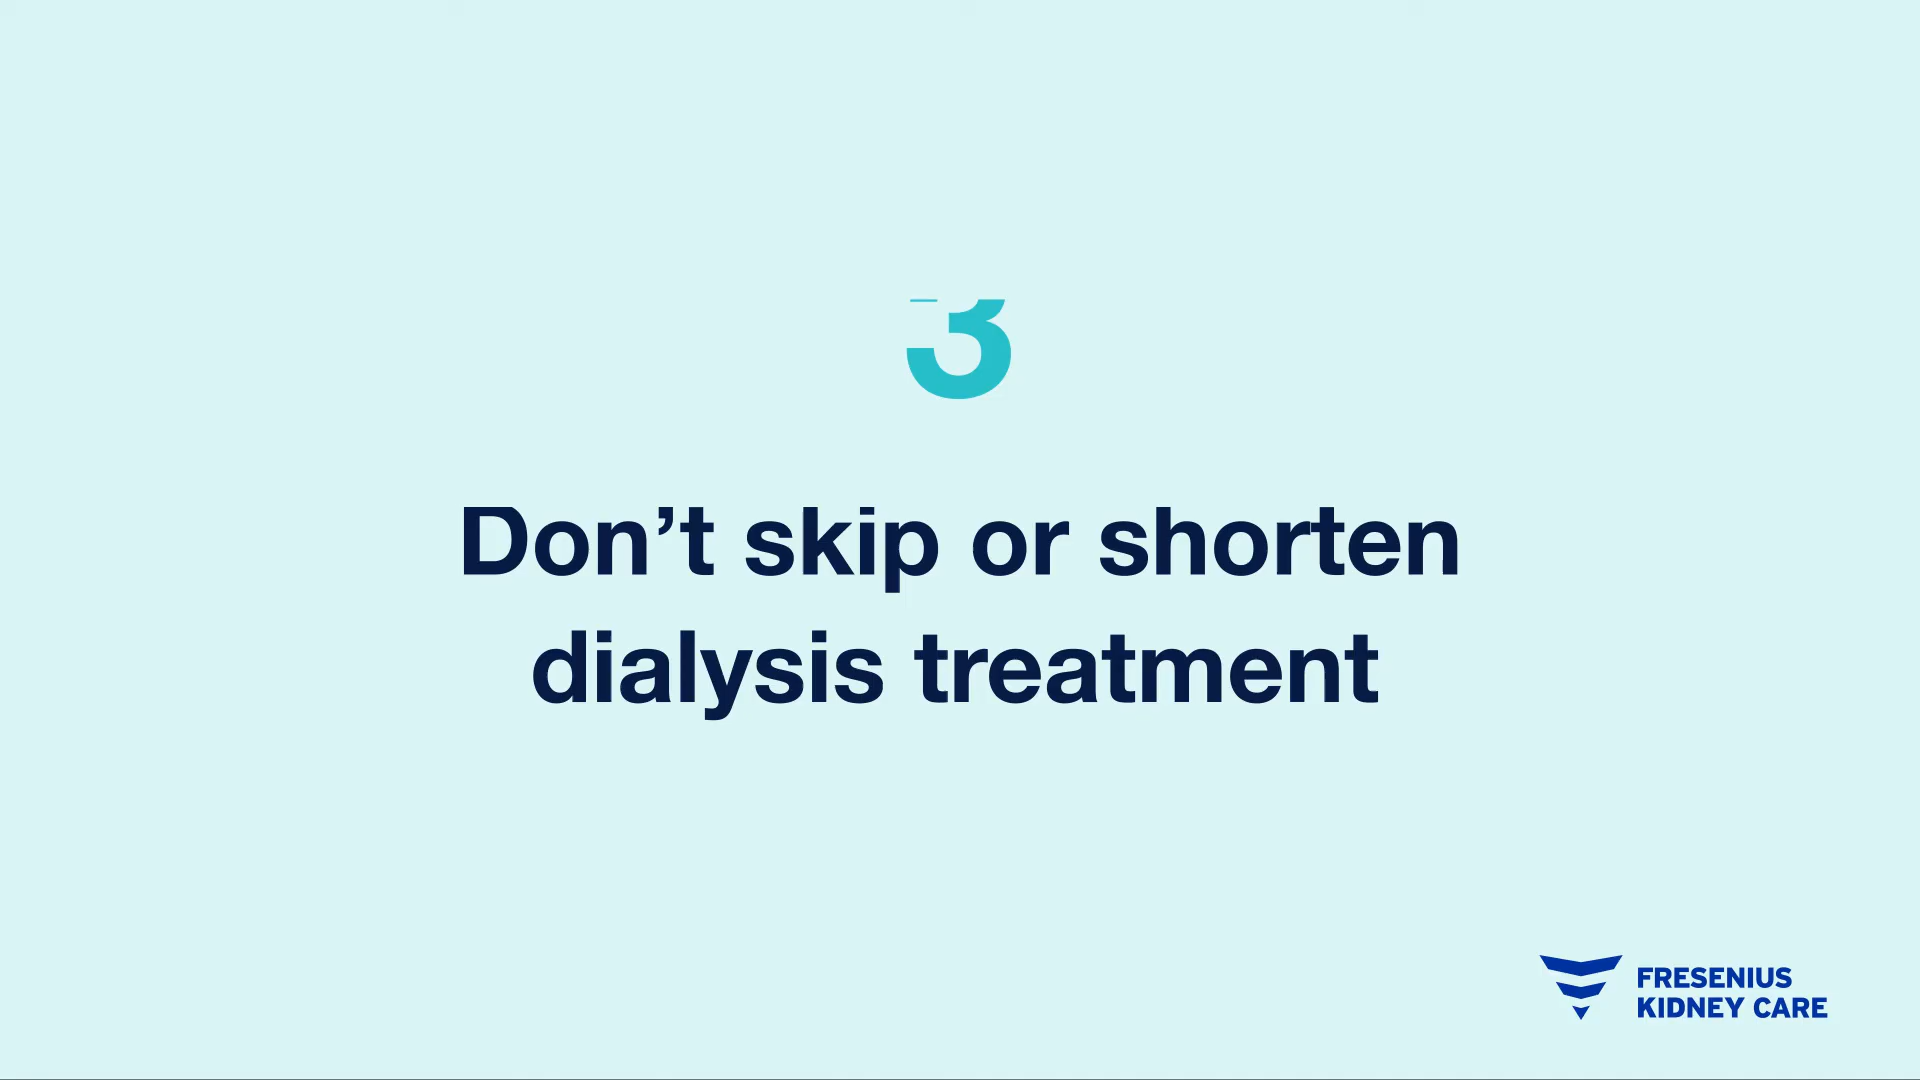 3
Don’t skip or shorten
dialysis treatment
FRESENIUS
KIDNEY CARE